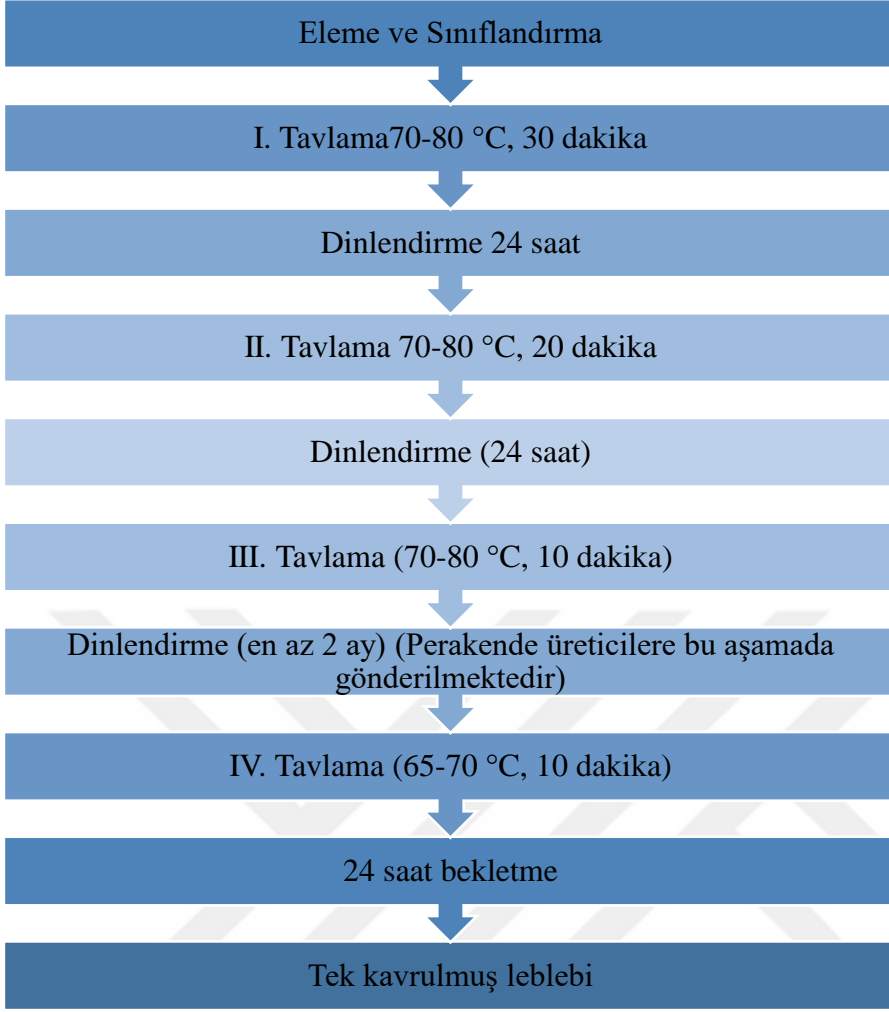 Eleme ve Sınıflandırma
I. Tavlama70-80 °C, 30 dakika
Dinlendirme 24 saat
II. Tavlama 70-80 °C, 20 dakika
Dinlendirme (24 saat)
III. Tavlama (70-80 °C, 10 dakika)
Dinlendirme (en az 2 ay) (Perakende üreticilere bu aşamada
gönderilmektedir)
IV. Tavlama (65-70 °C, 10 dakika)
24 saat bekletme
Tek kavrulmuş leblebi